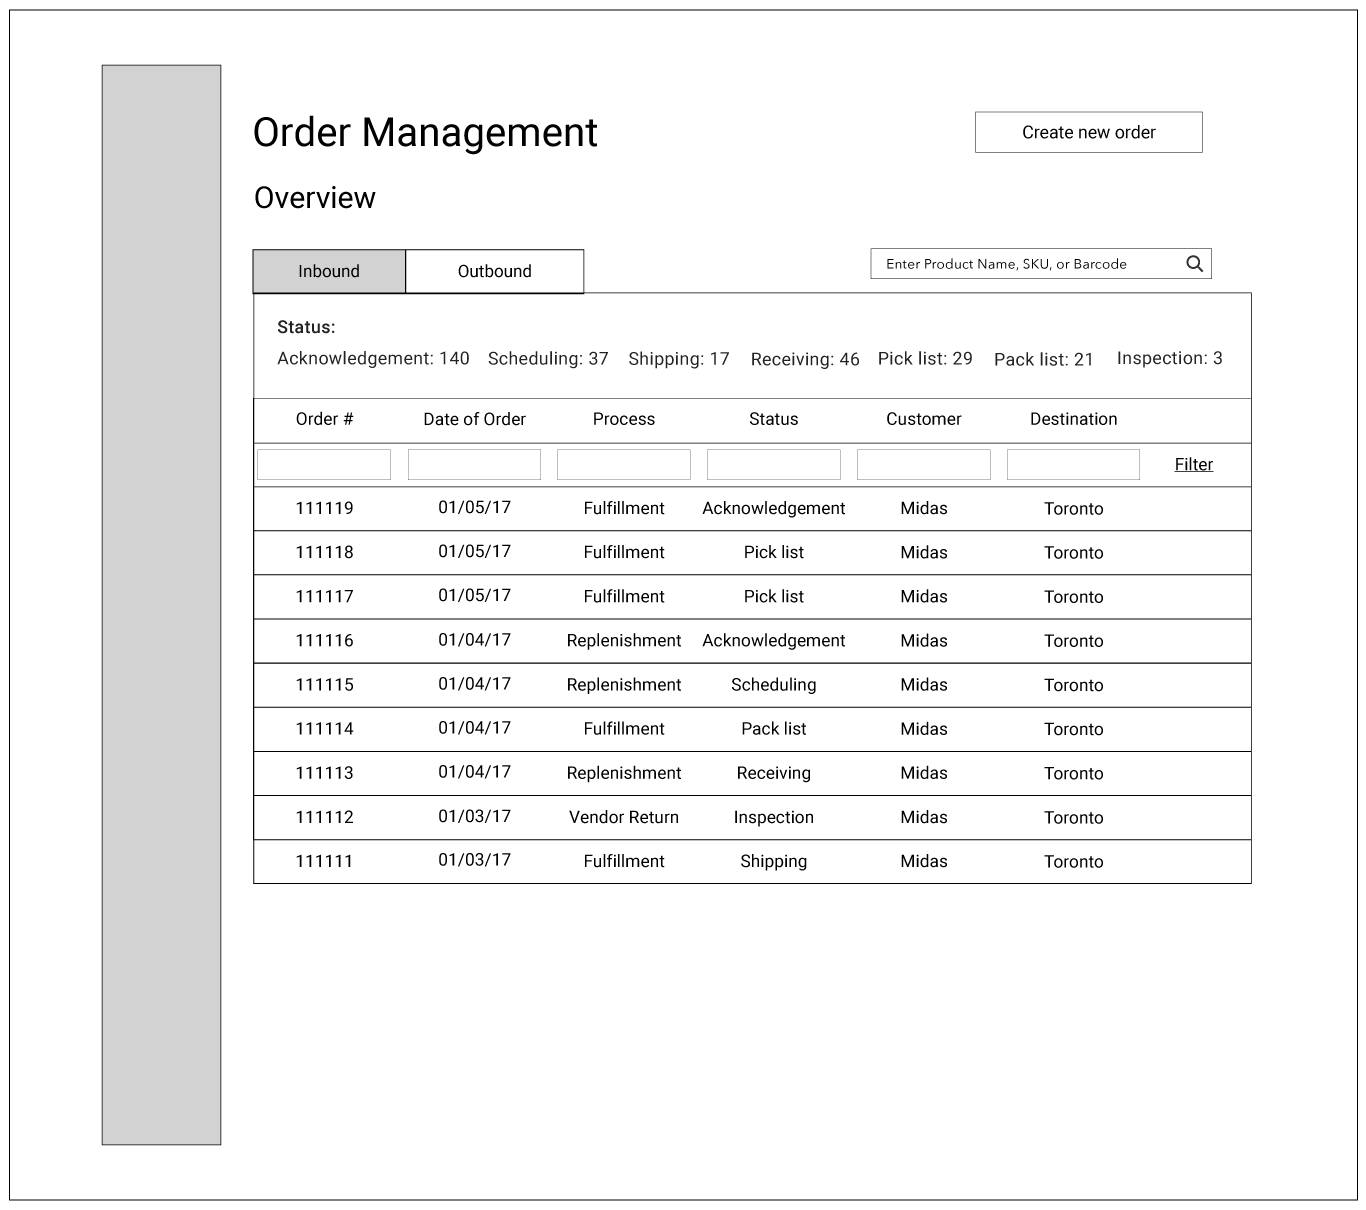 Order Management
Create new order
Overview
Inbound Outbound
Enter Product Name, SKU, or Barcode
Status:
Acknowledgement: 140 Scheduling: 37 Shipping: 17 Receiving: 46 Pick list: 29 Pack list: 21 Inspection: 3
Order # Date of Order Process Status Customer Destination
Filter
111119 01/05/17 Fulfillment Acknowledgement Midas Toronto
111118 01/05/17 Fulfillment Pick list Midas Toronto
111117 01/05/17 Fulfillment Pick list Midas Toronto
111116 01/04/17 Replenishment Acknowledgement Midas Toronto
111115 01/04/17 Replenishment Scheduling Midas Toronto
111114 01/04/17 Fulfillment Pack list Midas Toronto
111113 01/04/17 Replenishment Receiving Midas Toronto
111112 01/03/17 Vendor Return Inspection Midas Toronto
111111 01/03/17 Fulfillment Shipping Midas Toronto